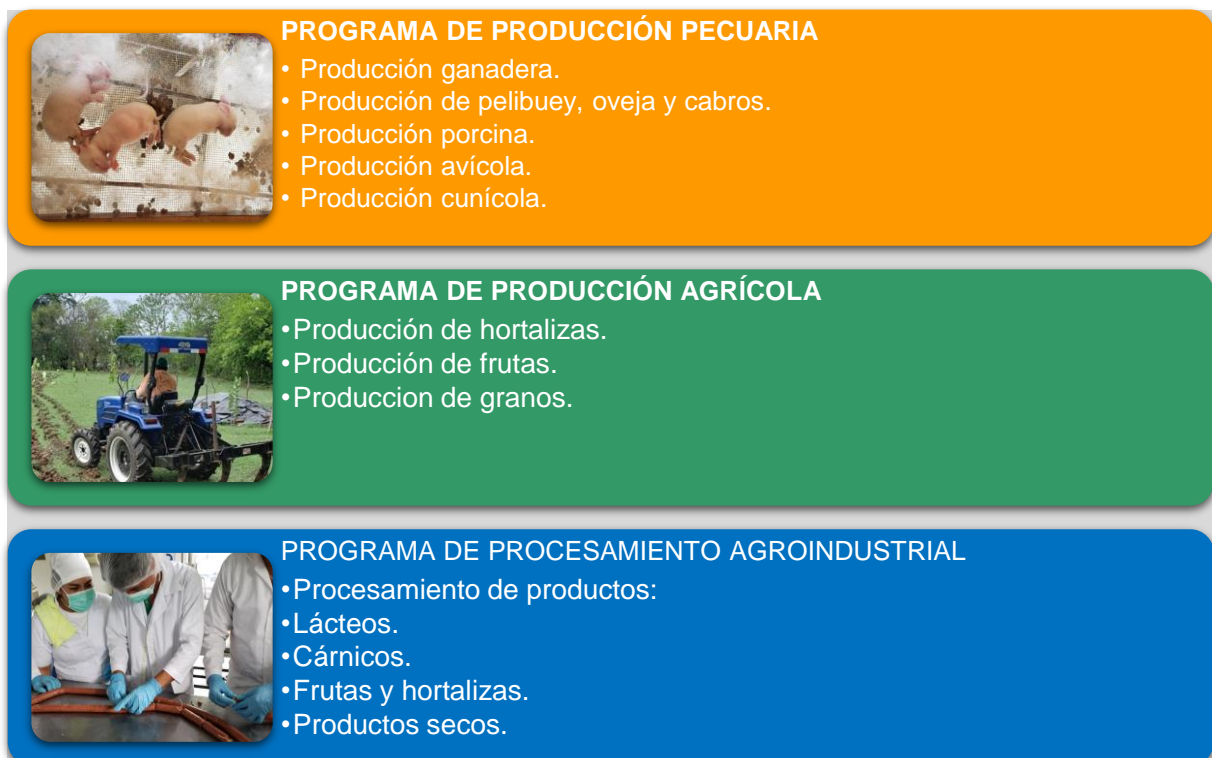 PROGRAMA DE PRODUCCIÓN PECUARIA
• Producción ganadera.
• Producción de pelibuey, oveja y cabros.
• Producción porcina.
• Producción avícola.
• Producción cunícola.
PROGRAMA DE PRODUCCIÓN AGRÍCOLA
•Producción de hortalizas.
•Producción de frutas.
•Produccion de granos.
PROGRAMA DE PROCESAMIENTO AGROINDUSTRIAL
•Procesamiento de productos:
•Lácteos.
•Cárnicos.
•Frutas y hortalizas.
•Productos secos.